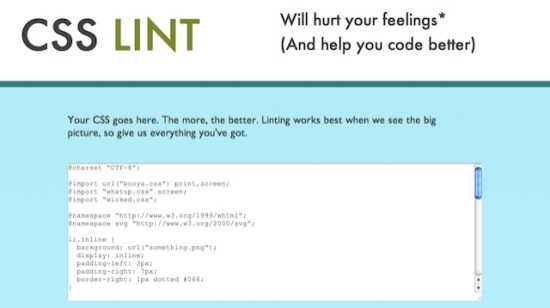 CSS LINT
Will hurt your feelings*
(And help you code better)
Your CSS goes here. The more, the better. Linting works best when we see the big
picture, so give us everything you've got.
@charset "UTF-8";
@import url("booya.css") print,screen;
@import "whatup.css" screen;
@import "wicked.css";
@namespace "http://www.w3.org/1999/xhtml";
@namespace svg "http://www.w3.org/2000/svg";
li.inline {
background: url("something.png");
display: inline;
padding-left: 3px;
padding-right: 7px;
border-right: 1px dotted #066;
}